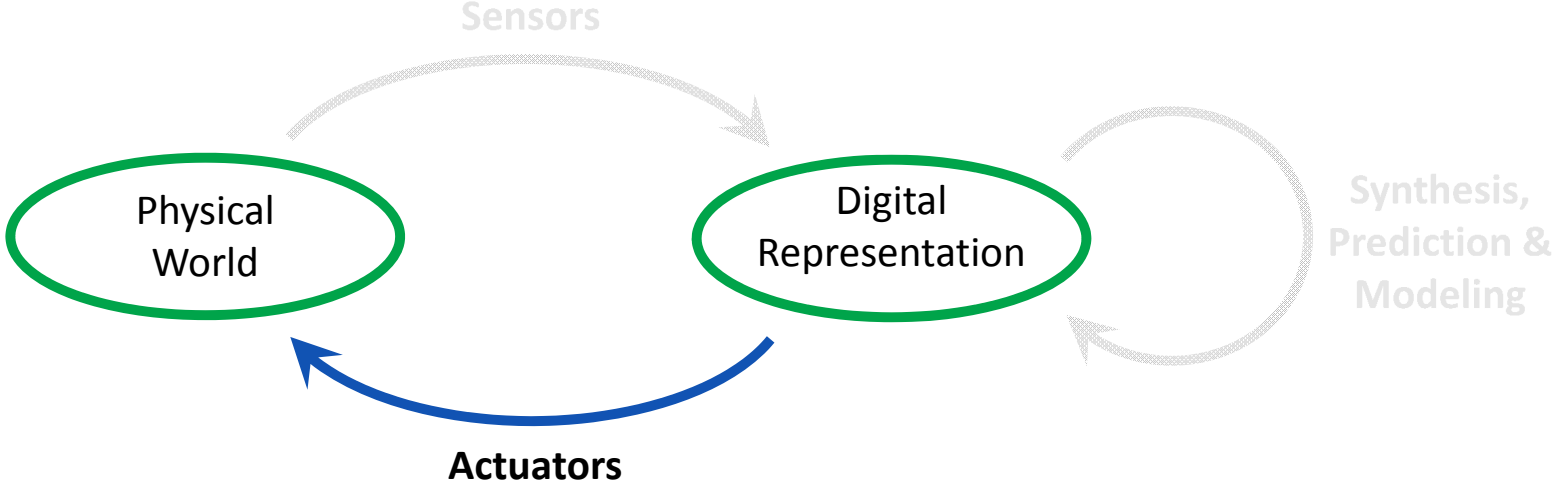 Sensors
Physical
World
Digital
Representation
Synthesis,
Prediction &
Modeling
Actuators